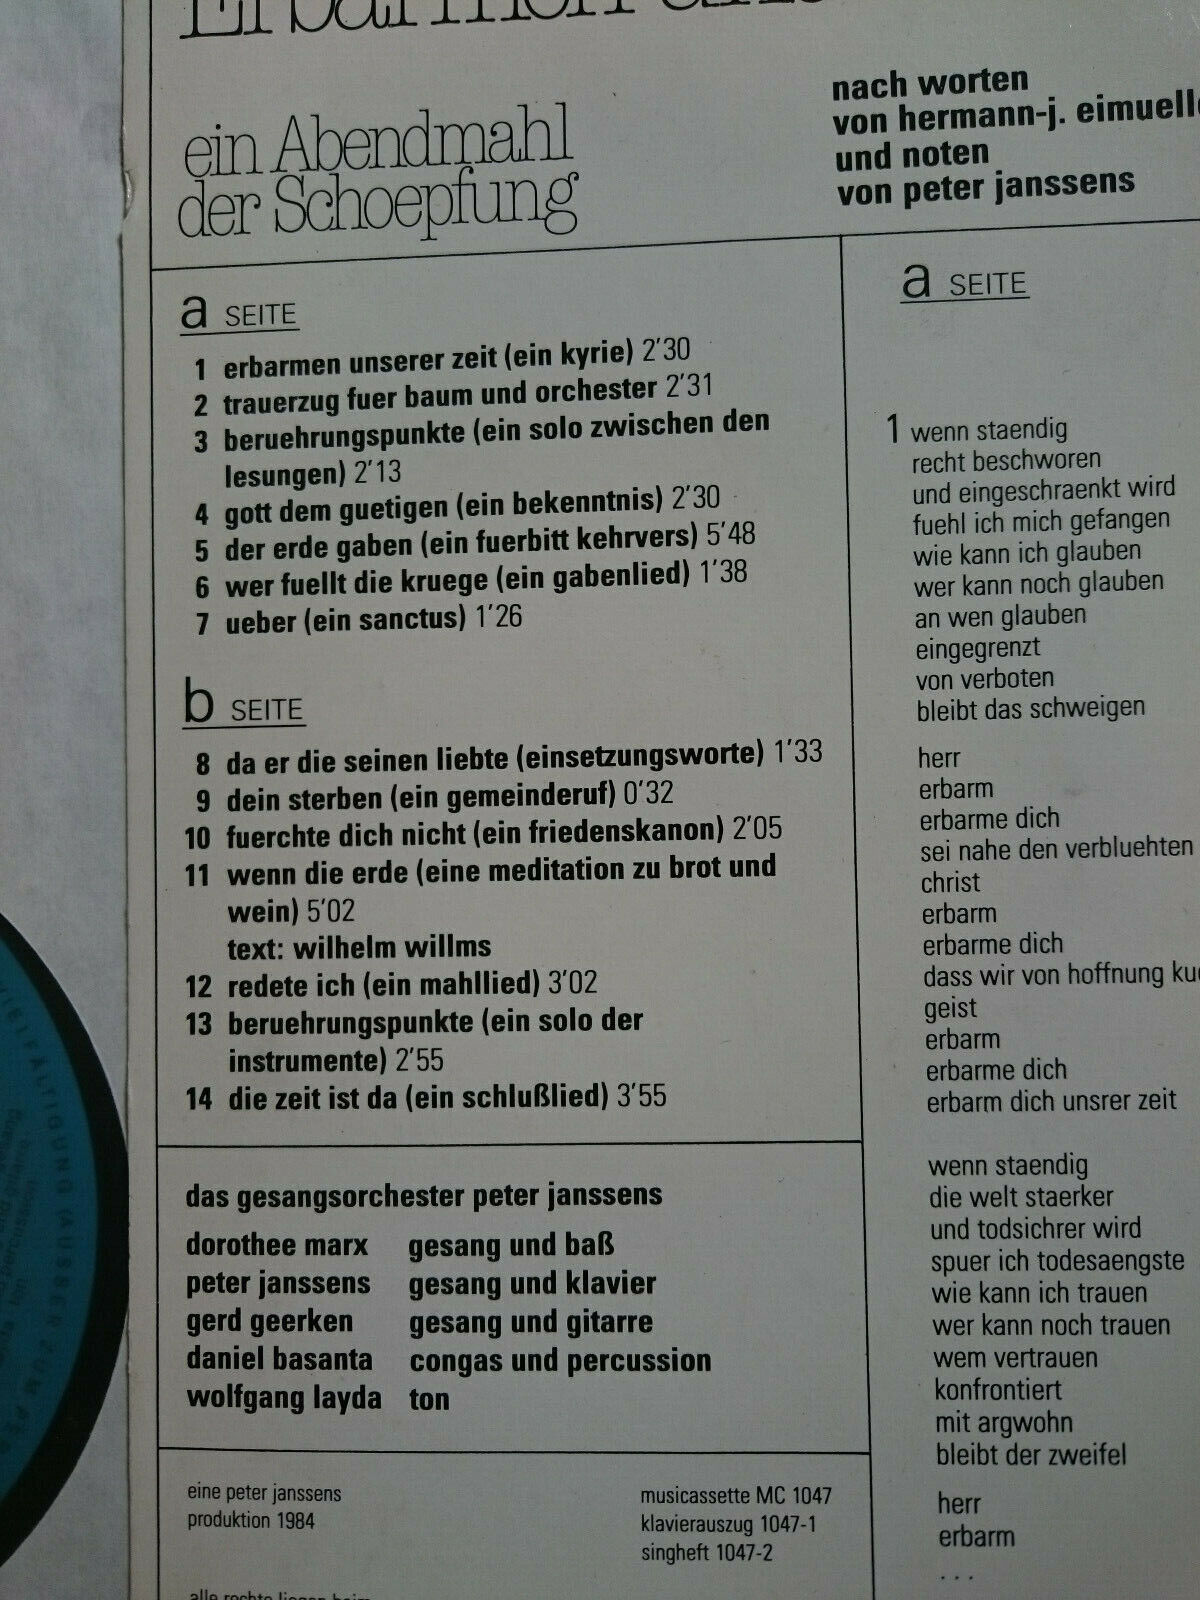 ein Abendmahl
der Schoepfung
nach worten
von hermann-j.
und noten
von peter janssens
a SEITE
1 erbarmen unserer zeit (ein kyrie) 2'30
2 trauerzug fuer baum und orchester 2'31
3 beruehrungspunkte (ein solo zwischen den
lesungen) 2'13
4 gott dem guetigen (ein bekenntnis) 2'30
5 der erde gaben (ein fuerbitt kehrvers) 5'48
6 wer fuellt die kruege (ein gabenlied) 1'38
7 ueber (ein sanctus) 1'26
b SEITE
8 da er die seinen liebte (einsetzungsworte) 1'33
9 dein sterben (ein gemeinderuf) 0'32
10 fuerchte dich nicht (ein friedenskanon) 2'05
11 wenn die erde (eine meditation zu brot und
wein) 5'02
text: wilhelm willms
12 redete ich (ein mahllied) 3'02
13 beruehrungspunkte (ein solo der
instrumente) 2'55
14 die zeit ist da (ein schlußlied) 3'55
das gesangsorchester peter janssens
dorothee marx gesang und baß
peter janssens gesang und klavier
gerd geerken gesang und gitarre
daniel basanta congas und percussion
wolfgang layda ton
eine peter janssens
produktion 1984
musicassette MC 1047
klavierauszug 1047-1
singheft 1047-2
a SEITE
1 wenn staendig
recht beschworen
und eingeschraenkt wird
fuehl ich mich gefangen
wie kann ich glauben
wer kann noch glauben
an wen glauben
eingegrenzt
von verboten
bleibt das schweigen
herr
erbarm
erbarme dich
sei nahe den verbluehten
christ
erbarm
erbarme dich
dass wir von hoffnung
geist
erbarm
erbarme dich
erbarm dich unsrer zeit
wenn staendig
die welt staerker
und todsichrer wird
spuer ich todesaengste
wie kann ich trauen
wer kann noch trauen
wem vertrauen
konfrontiert
mit argwohn
bleibt der zweifel
herr
erbarm
. . .